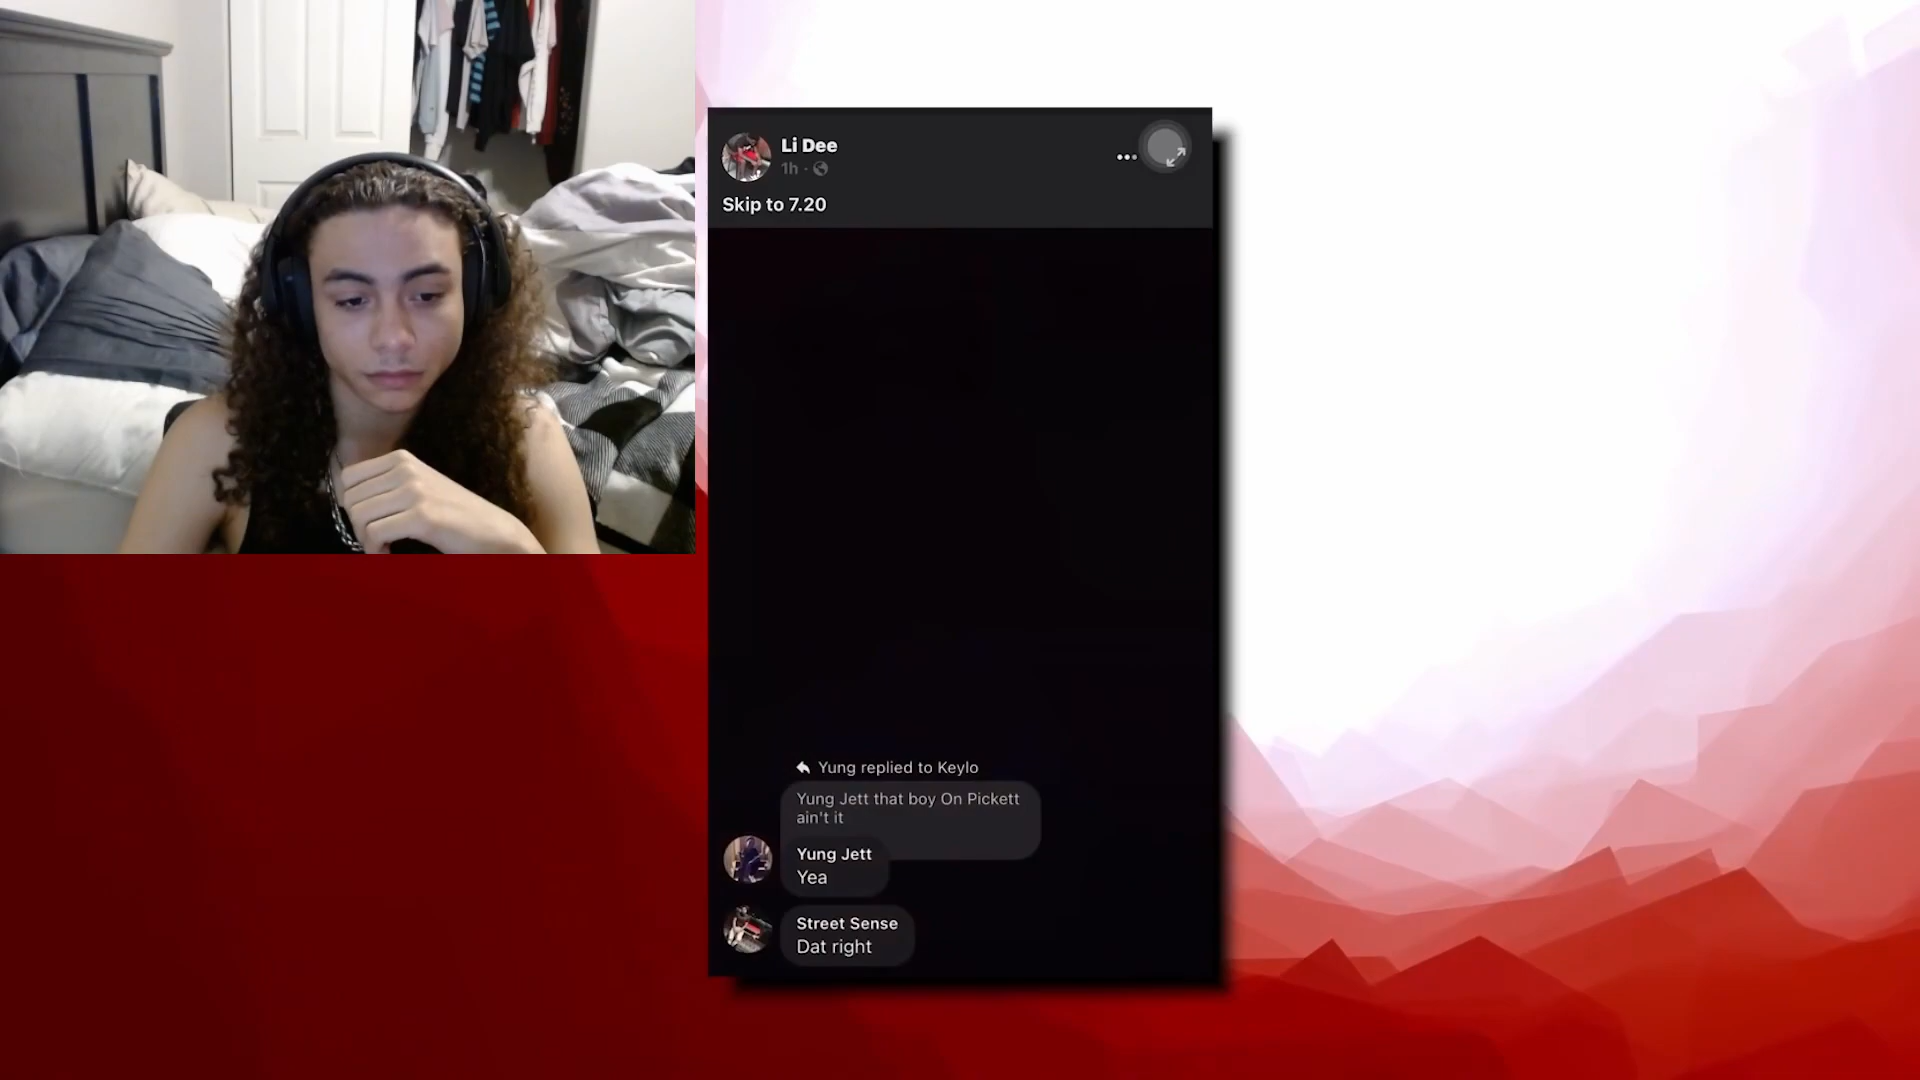 Li Dee
1h ·
Skip to 7.20
Yung replied to Keylo
Yung Jett that boy On Pickett
ain't it
Yung Jett
Yea
Street Sense
Dat right